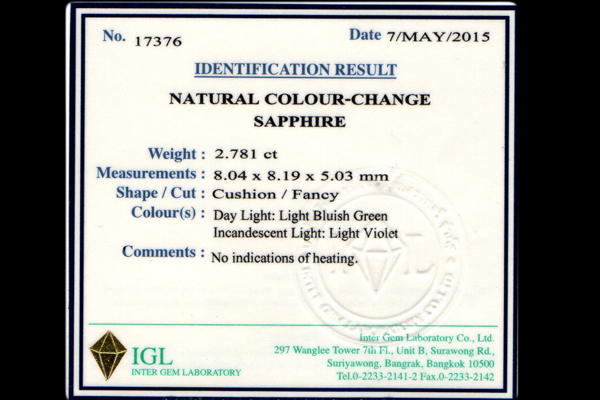 No. 17376 Date 7/MAY/2015
IDENTIFICATION RESULT
NATURAL COLOUR-CHANGE
SAPPHIRE
Weight : 2.781 ct
Measurements : 8.04 x 8.19 x 5.03 mm
Shape / Cut : Cushion / Fancy
Colour(s) : Day Light: Light Bluish Green
Incandescent Light: Light Violet
Comments : No indications of heating.
IGL
INTER GEM LABORATORY
Inter Gem Laboratory Co., Ltd.
297 Wanglee Tower 7th Fl., Unit B, Surawong Rd.,
Suriyawong, Bangrak, Bangkok 10500
Tel.0-2233-2141-2 Fax.0-2233-2142